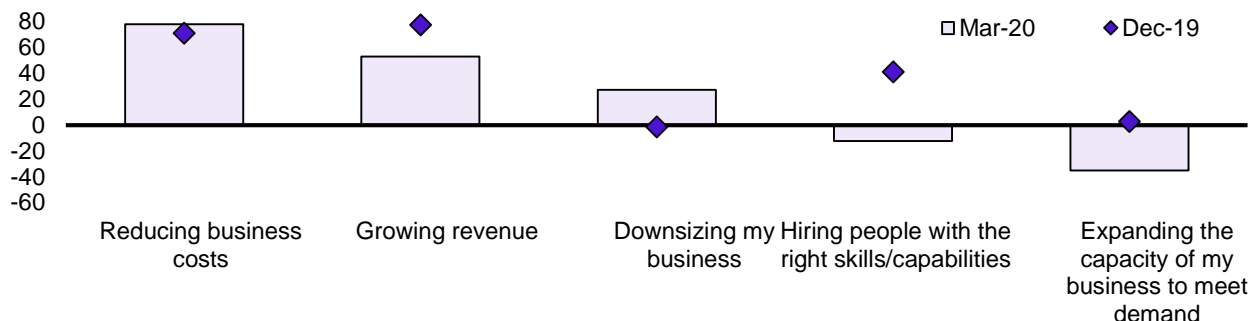 80
60
40
20
0
-20
-40
-60
Mar-20
Dec-19
Reducing business
costs
Growing revenue
Downsizing my
business
Hiring people with the
right skills/capabilities
Expanding the
capacity of my
business to meet
demand